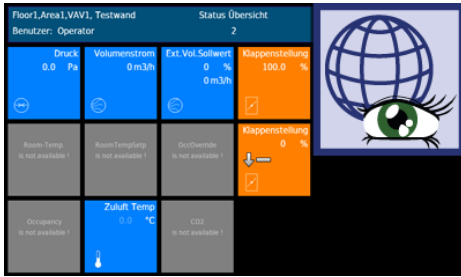 Floor1,Area1,VAV1, Testwand Status Übersicht
Benutzer: Operator 2
Druck Volumenstrom Ext.Vol.Sollwert Klappenstellung
0.0 Pa 0 m3/h 0 % 100.0 %
0 m3/h
Klappenstellung
Room-Temp. RoomTempSetp OccOverride 0 %
is not available ! is not available ! is not available !
Zuluft Temp
Occupancy 0.0 °C CO2
is not available ! is not available !